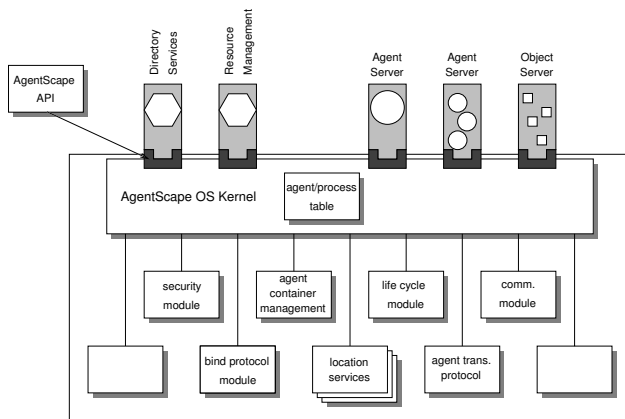 Directory
Services
Resource
Management
Agent
Server
Agent
Server
Object
Server
AgentScape
API
AgentScape OS Kernel
agent/process
table
security
module
agent
container
management
life cycle
module
comm.
module
bind protocol
module
location
services
agent trans.
protocol